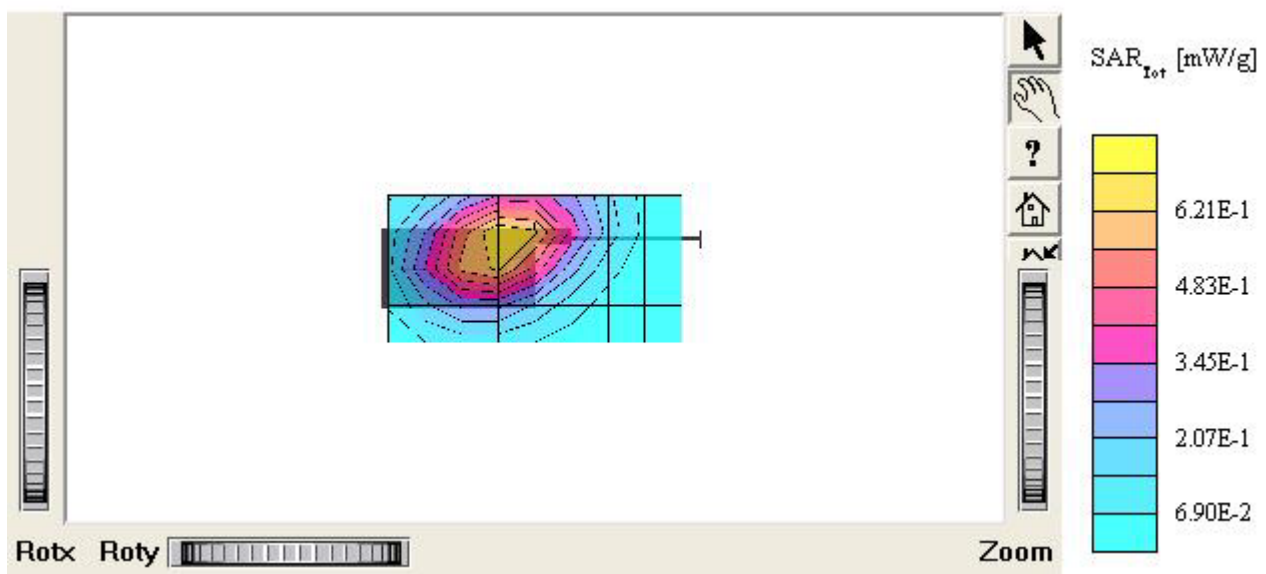 SAR_Tot [mW/g]
?
6.21E-1
4.83E-1
3.45E-1
2.07E-1
6.90E-2
Rotx Roty Zoom